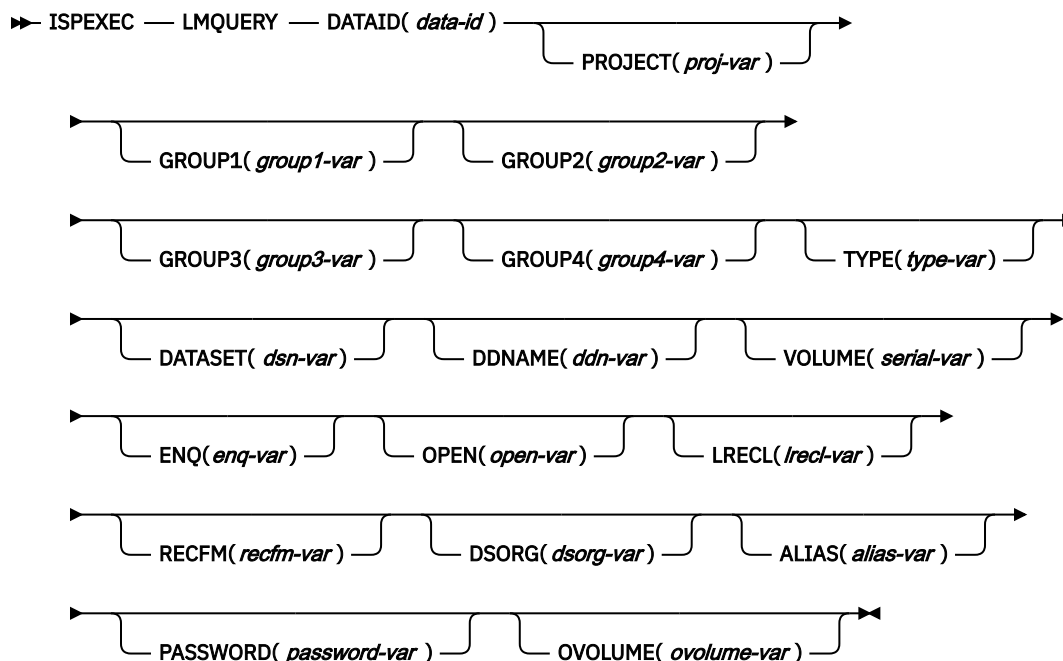 ISPEXEC LMQUERY DATAID( data-id )
PROJECT( proj-var )
GROUP1( group1-var ) GROUP2( group2-var )
GROUP3( group3-var ) GROUP4( group4-var ) TYPE( type-var )
DATASET( dsn-var ) DDNAME( ddn-var ) VOLUME( serial-var )
ENQ( enq-var ) OPEN( open-var ) LRECL( lrecl-var )
RECFM( recfm-var ) DSORG( dsorg-var ) ALIAS( alias-var )
PASSWORD( password-var ) OVOLUME( ovolume-var )